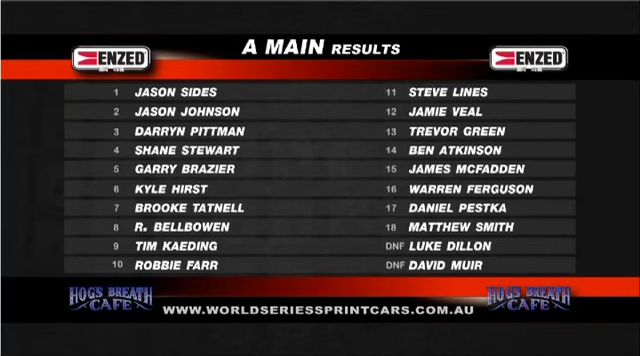 ENZED
A MAIN RESULTS
ENZED
1 JASON SIDES
2 JASON JOHNSON
3 DARRYN PITTMAN
4 SHANE STEWART
5 GARRY BRAZIER
6 KYLE HIRST
7 BROOKE TATNELL
8 R. BELLBOWEN
9 TIM KAEDING
10 ROBBIE FARR
11 STEVE LINES
12 JAMIE VEAL
13 TREVOR GREEN
14 BEN ATKINSON
15 JAMES MCFADDEN
16 WARREN FERGUSON
17 DANIEL PESTKA
18 MATTHEW SMITH
DNF LUKE DILLON
DNF DAVID MUIR
HOGS BREATH
CAFE
WWW.WORLDSERIESSPRINTCARS.COM.AU
HOGS BREATH
CAFE